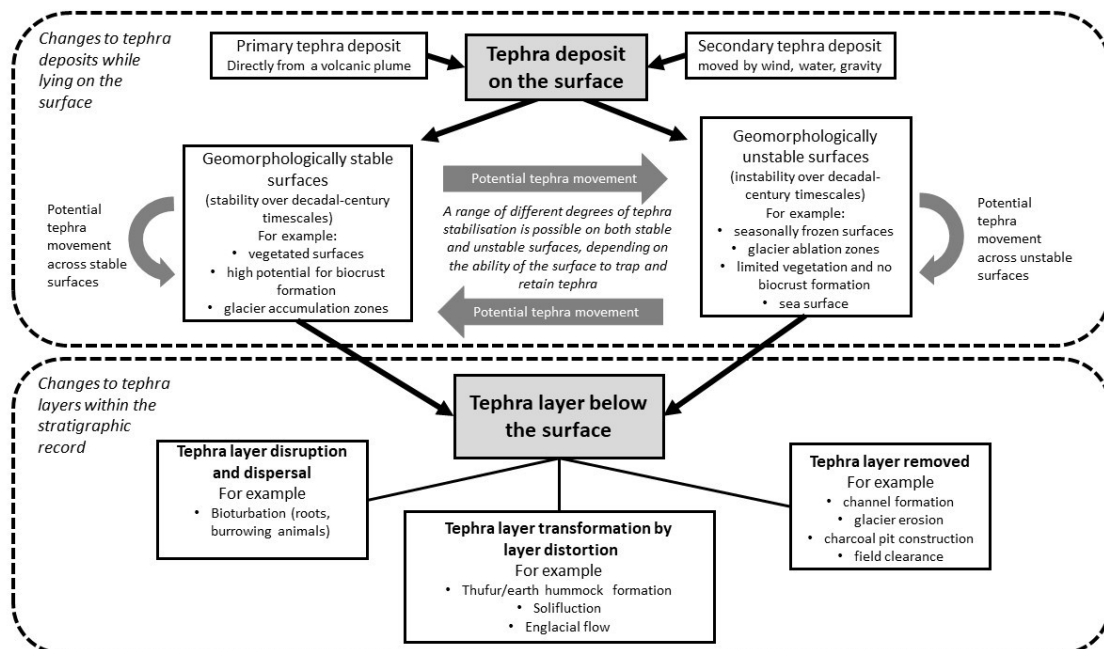 Changes to tephra
deposits while
lying on the
surface
Primary tephra deposit
Directly from a volcanic plume
Tephra deposit
on the surface
Secondary tephra deposit
moved by wind, water, gravity
Geomorphologically stable
surfaces
(stability over decadal-century
timescales)
For example:
• vegetated surfaces
• high potential for biocrust
formation
• glacier accumulation zones
Potential
tephra
movement
across stable
surfaces
Potential tephra movement
A range of different degrees of tephra
stabilisation is possible on both stable
and unstable surfaces, depending on
the ability of the surface to trap and
retain tephra
Potential tephra movement
Geomorphologically
unstable surfaces
(instability over decadal-
century timescales)
For example:
• seasonally frozen surfaces
• glacier ablation zones
• limited vegetation and no
biocrust formation
• sea surface
Potential
tephra
movement
across unstable
surfaces
Changes to tephra
layers within the
stratigraphic
record
Tephra layer below
the surface
Tephra layer disruption
and dispersal
For example
• Bioturbation (roots,
burrowing animals)
Tephra layer transformation by
layer distortion
For example
• Thufur/earth hummock formation
• Solifluction
• Englacial flow
Tephra layer removed
For example
• channel formation
• glacier erosion
• charcoal pit construction
• field clearance